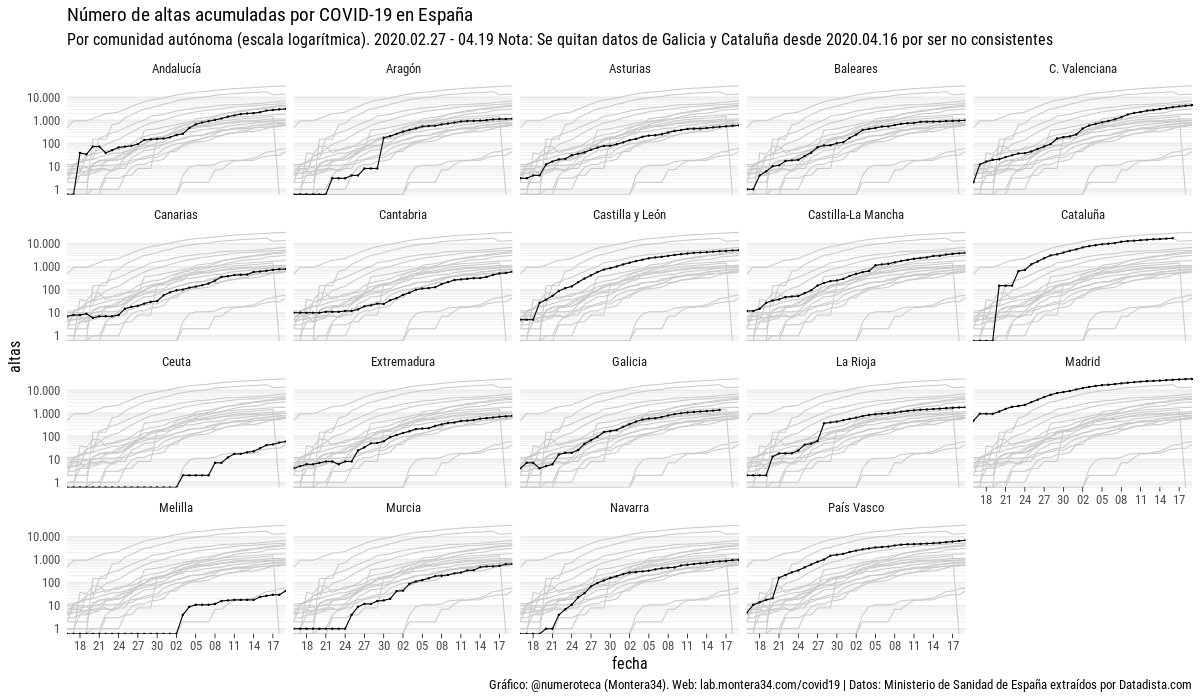 Número de altas acumuladas por COVID-19 en España
Por comunidad autónoma (escala logarítmica). 2020.02.27 - 04.19 Nota: Se quitan datos de Galicia y Cataluña desde 2020.04.16 por ser no consistentes
Andalucía Aragón Asturias Baleares C. Valenciana
10.000
1.000
100
10
1
Canarias Cantabria Castilla y León Castilla-La Mancha Cataluña
10.000
1.000
100
10
1
altas
Ceuta Extremadura Galicia La Rioja Madrid
10.000
1.000
100
10
1
18 21 24 27 30 02 05 08 11 14 17
Melilla Murcia Navarra País Vasco
10.000
1.000
100
10
1
18 21 24 27 30 02 05 08 11 14 17 18 21 24 27 30 02 05 08 11 14 17 18 21 24 27 30 02 05 08 11 14 17 18 21 24 27 30 02 05 08 11 14 17
fecha
Gráfico: @numeroteca (Montera34). Web: lab.montera34.com/covid19 | Datos: Ministerio de Sanidad de España extraídos por Datadista.com